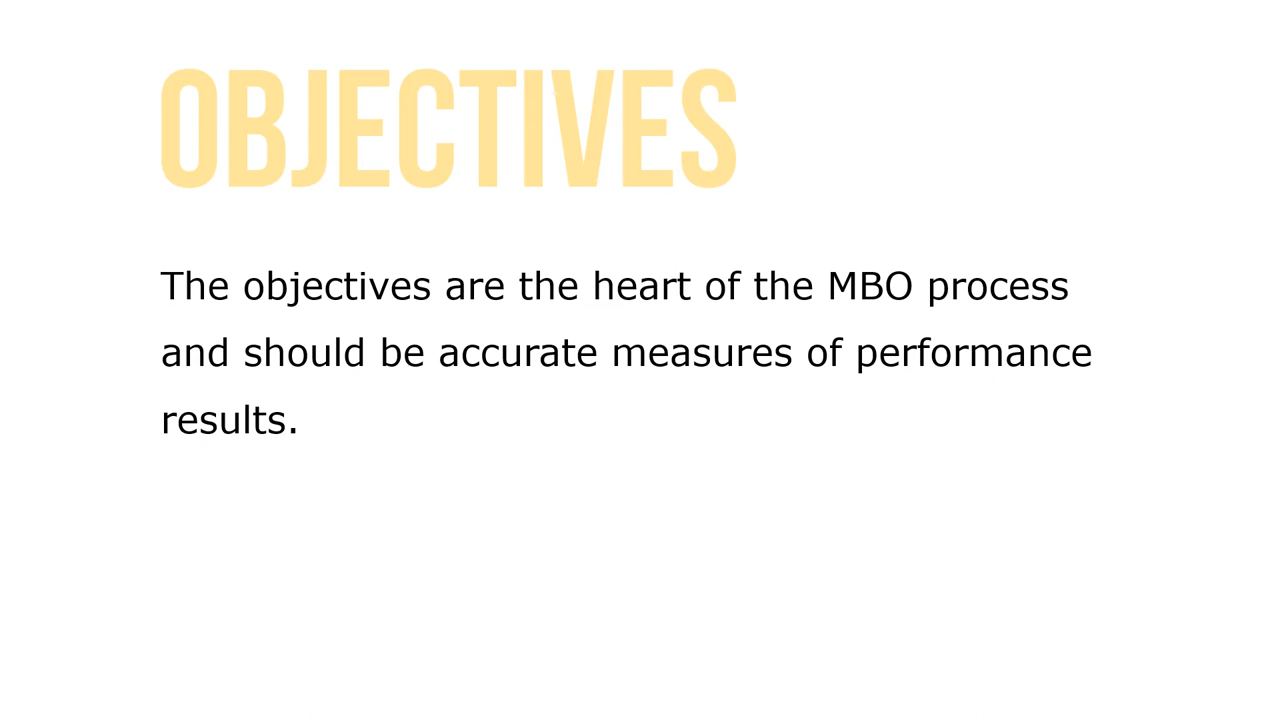 OBJECTIVES
The objectives are the heart of the MBO process
and should be accurate measures of performance
results.